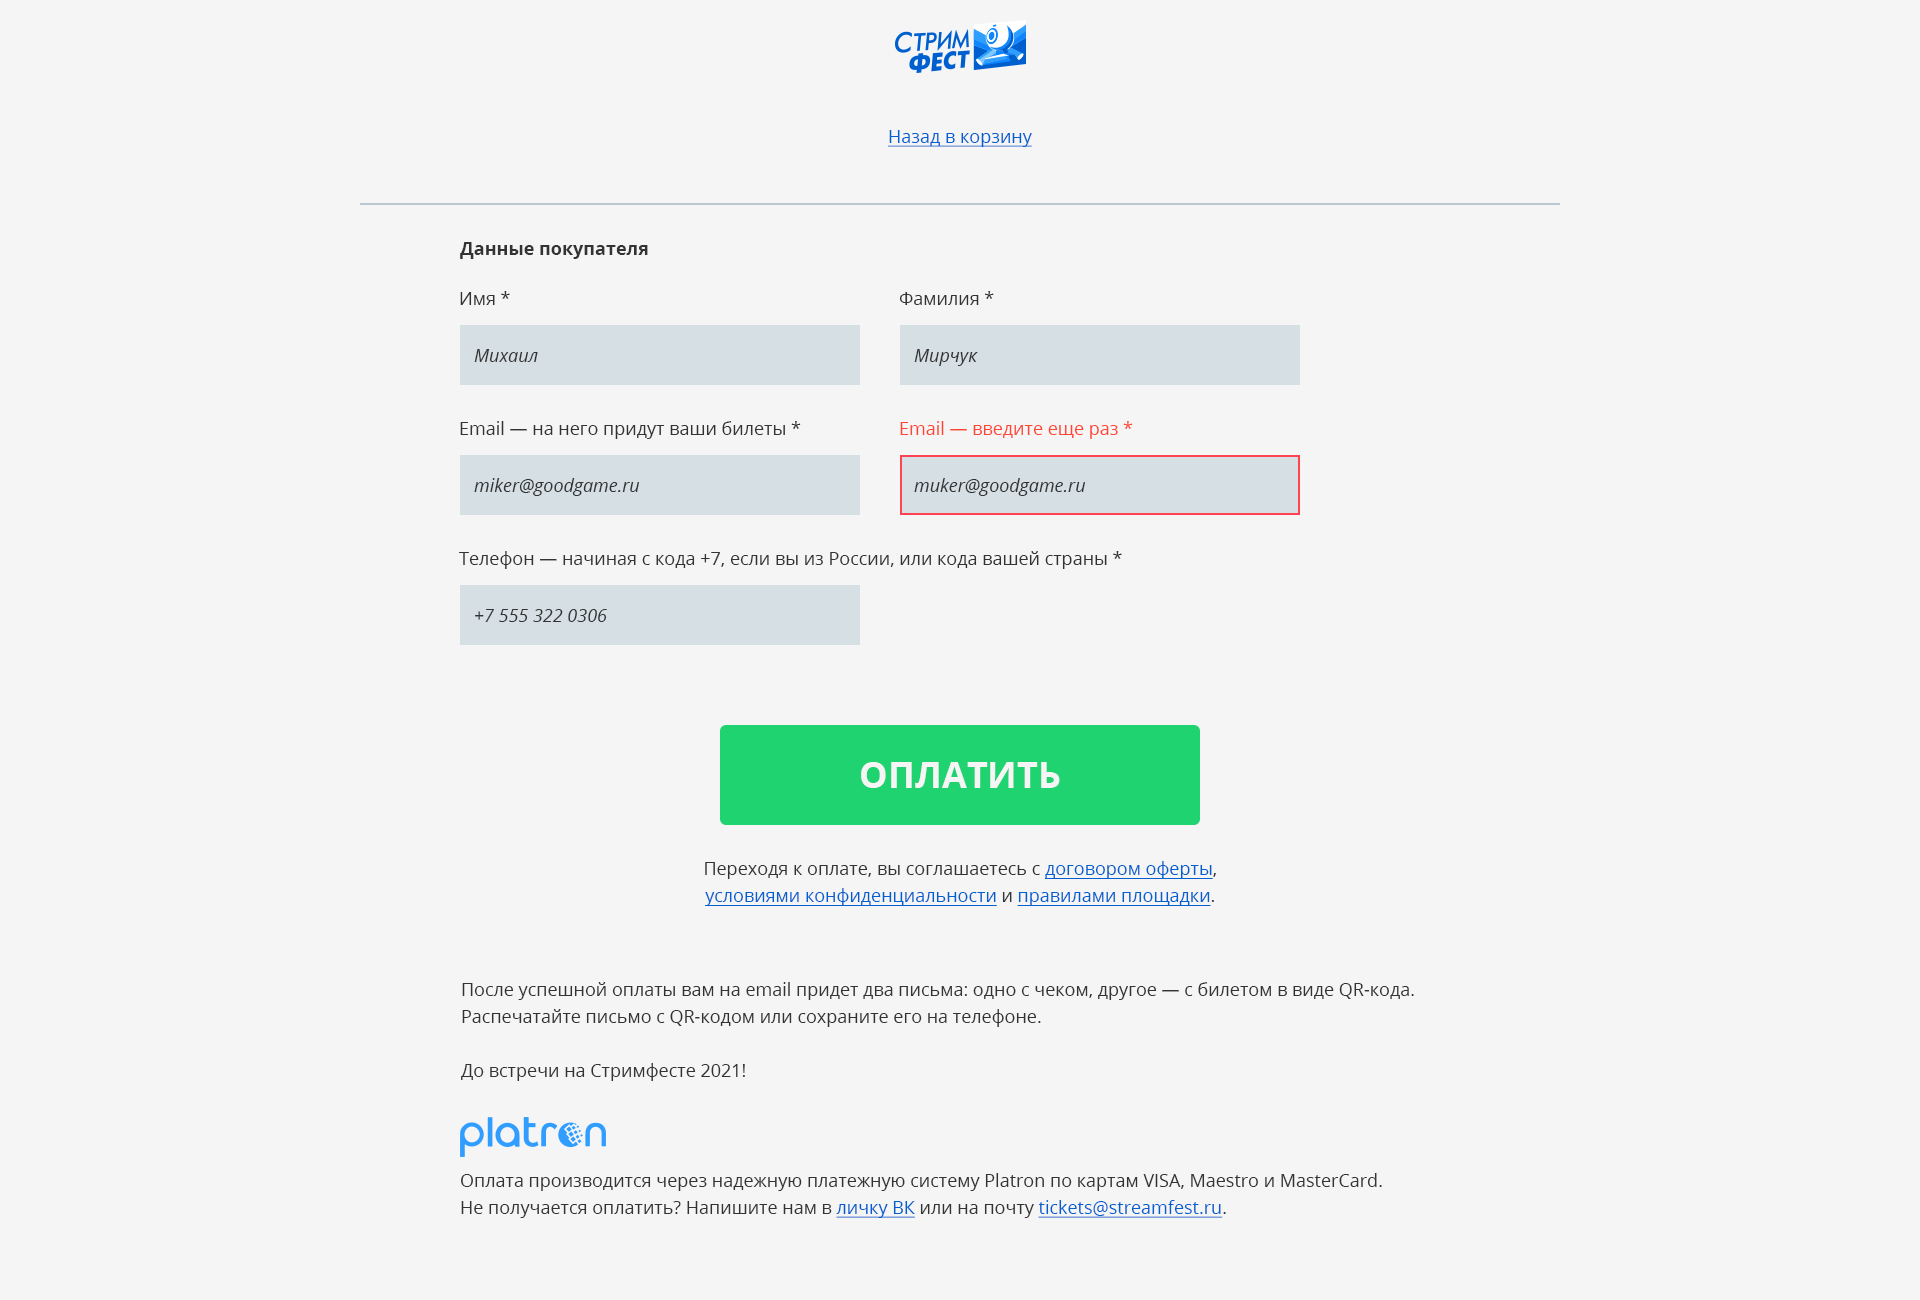 СТРИМ
ФЕСТ
Назад в корзину
Данные покупателя
Имя *
Фамилия *
Михаил
Мирчук
Email — на него придут ваши билеты *
Email — введите еще раз *
miker@goodgame.ru
muker@goodgame.ru
Телефон — начиная с кода +7, если вы из России, или кода вашей страны *
+7 555 322 0306
ОПЛАТИТЬ
Переходя к оплате, вы соглашаетесь с договором оферты,
условиями конфиденциальности и правилами площадки.
После успешной оплаты вам на email придет два письма: одно с чеком, другое — с билетом в виде QR-кода.
Распечатайте письмо с QR-кодом или сохраните его на телефоне.
До встречи на Стримфесте 2021!
platron
Оплата производится через надежную платежную систему Platron по картам VISA, Maestro и MasterCard.
Не получается оплатить? Напишите нам в личку ВК или на почту tickets@streamfest.ru.